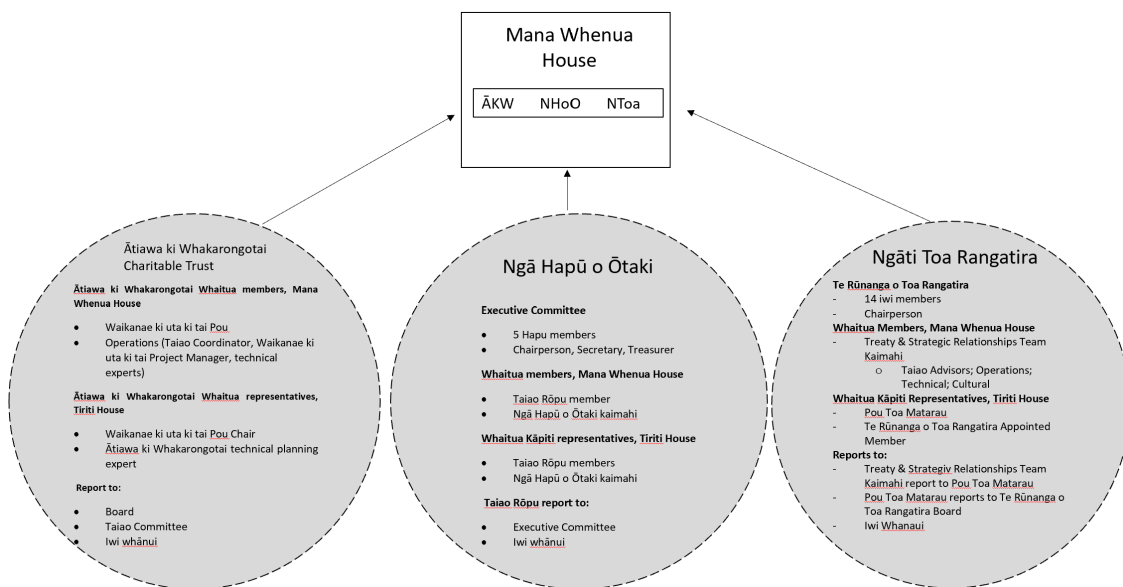 Mana Whenua
House
ĀKW NHoO NToa
Ātiawa ki Whakarongotai
Charitable Trust
Ātiawa ki Whakarongotai Whaitua members, Mana
Whenua House
• Waikanae ki uta ki tai Pou
• Operations (Taiao Coordinator, Waikanae ki
uta ki tai Project Manager, technical
experts)
Ātiawa ki Whakarongotai Whaitua representatives,
Tiriti House
• Waikanae ki uta ki tai Pou Chair
• Ātiawa ki Whakarongotai technical planning
expert
Report to:
• Board
• Taiao Committee
• Iwi whānui
Ngā Hapū o Ōtaki
Executive Committee
• 5 Hapu members
• Chairperson, Secretary, Treasurer
Whaitua members, Mana Whenua House
• Taiao Rōpu member
• Ngā Hapū o Ōtaki kaimahi
Whaitua Kāpiti representatives, Tiriti House
• Taiao Rōpu members
• Ngā Hapū o Ōtaki kaimahi
Taiao Rōpu report to:
• Executive Committee
• Iwi whānui
Ngāti Toa Rangatira
Te Rūnanga o Toa Rangatira
- 14 iwi members
- Chairperson
Whaitua Members, Mana Whenua House
- Treaty & Strategic Relationships Team
Kaimahi
o Taiao Advisors; Operations;
Technical; Cultural
Whaitua Kāpiti Representatives, Tiriti House
- Pou Toa Matarau
- Te Rūnanga o Toa Rangatira Appointed
Member
Reports to:
- Treaty & Strategiv Relationships Team
Kaimahi report to Pou Toa Matarau
- Pou Toa Matarau reports to Te Rūnanga o
Toa Rangatira Board
- Iwi Whanaui